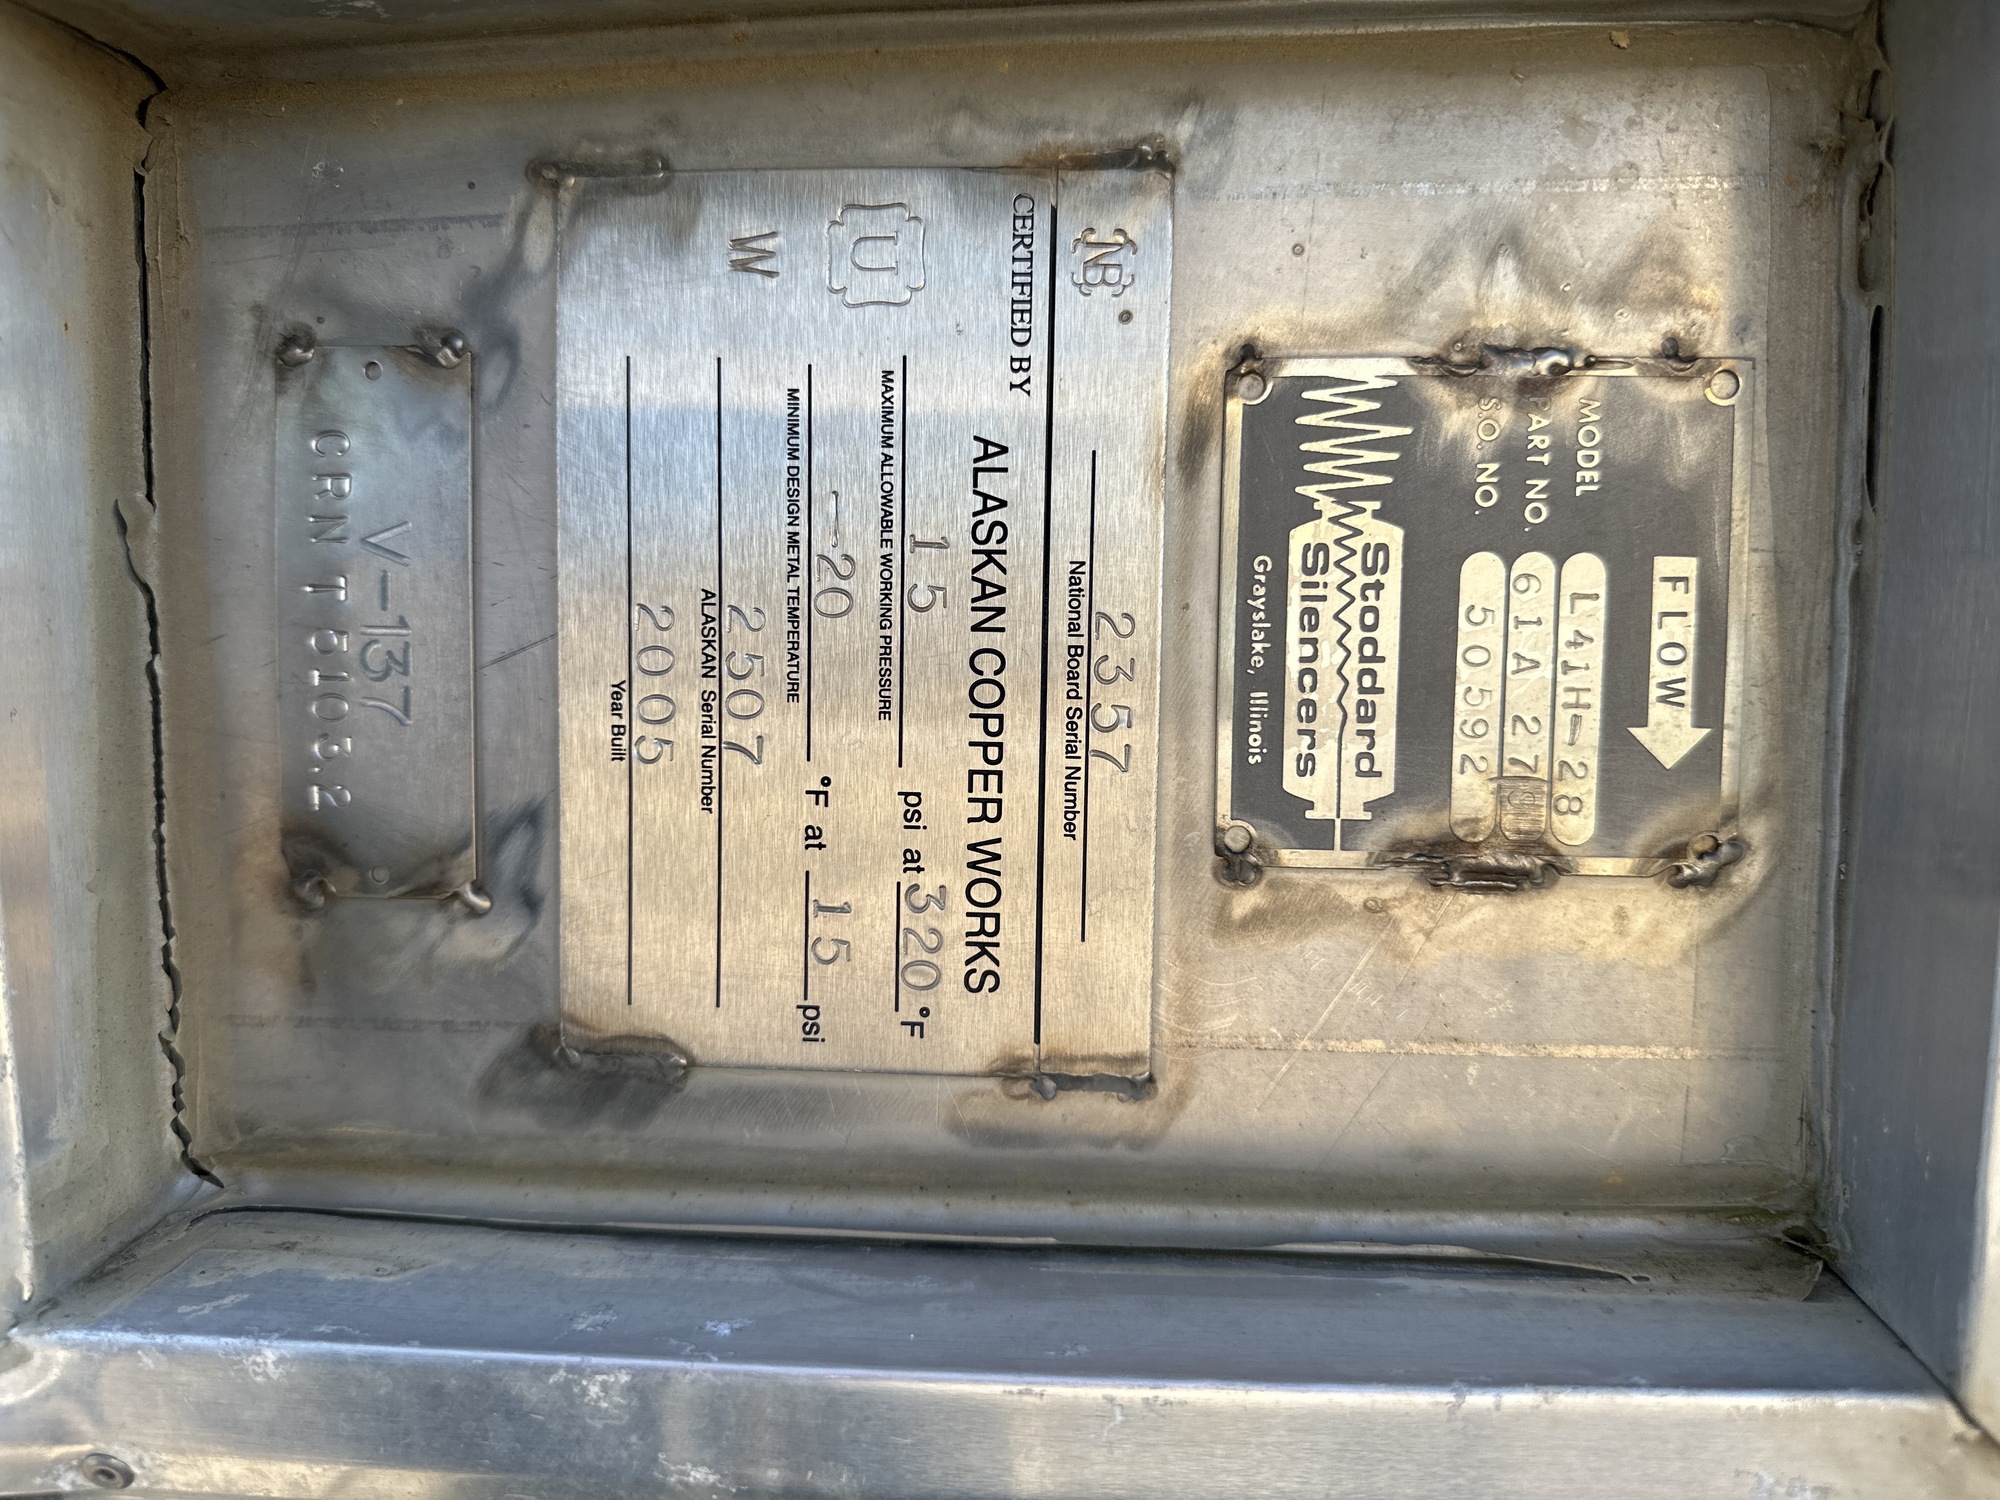 FLOW
MODEL L41H-28
PART NO. 61A 27
S.O. NO. 50592
Stoddard
Silencers
Grayslake, Illinois
NB 2357
National Board Serial Number
CERTIFIED BY
ALASKAN COPPER WORKS
U 15 psi at 320 °F
MAXIMUM ALLOWABLE WORKING PRESSURE
-20 °F at 15 psi
MINIMUM DESIGN METAL TEMPERATURE
W 2507
ALASKAN Serial Number
2005
Year Built
V-137
CRN T5103.2